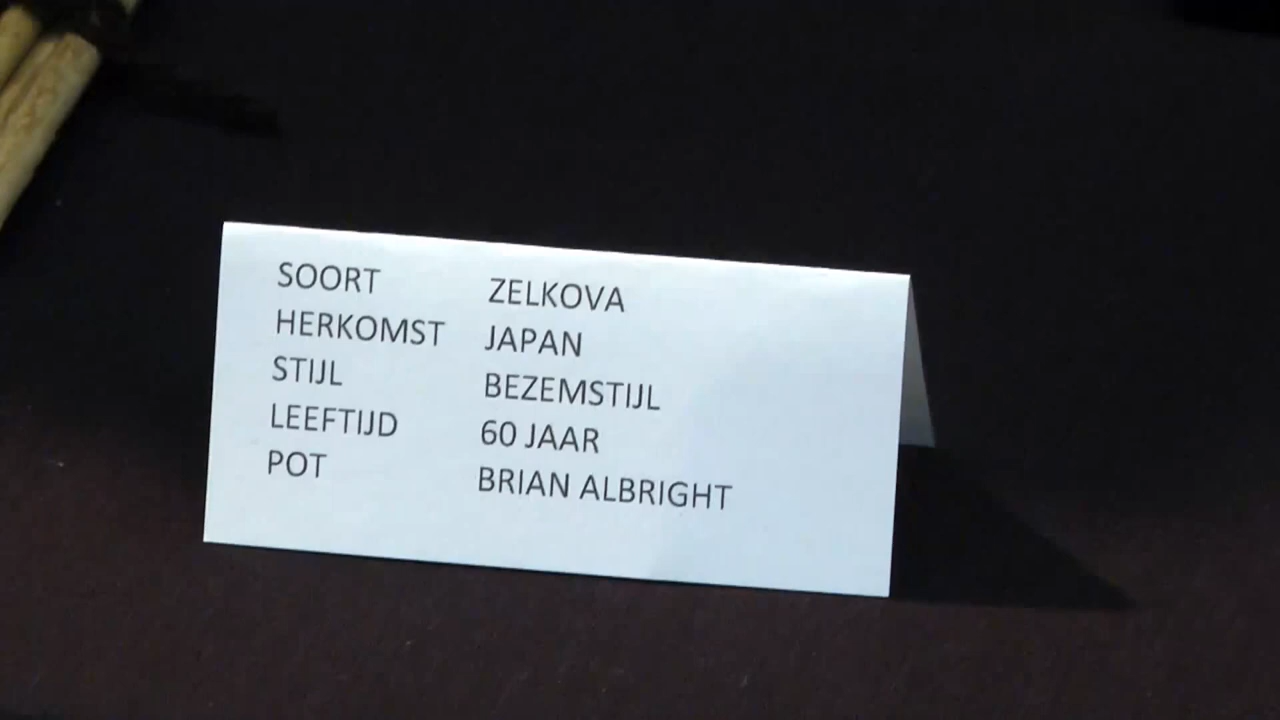 SOORT ZELKOVA
HERKOMST JAPAN
STIJL BEZEMSTIJL
LEEFTIJD 60 JAAR
POT BRIAN ALBRIGHT